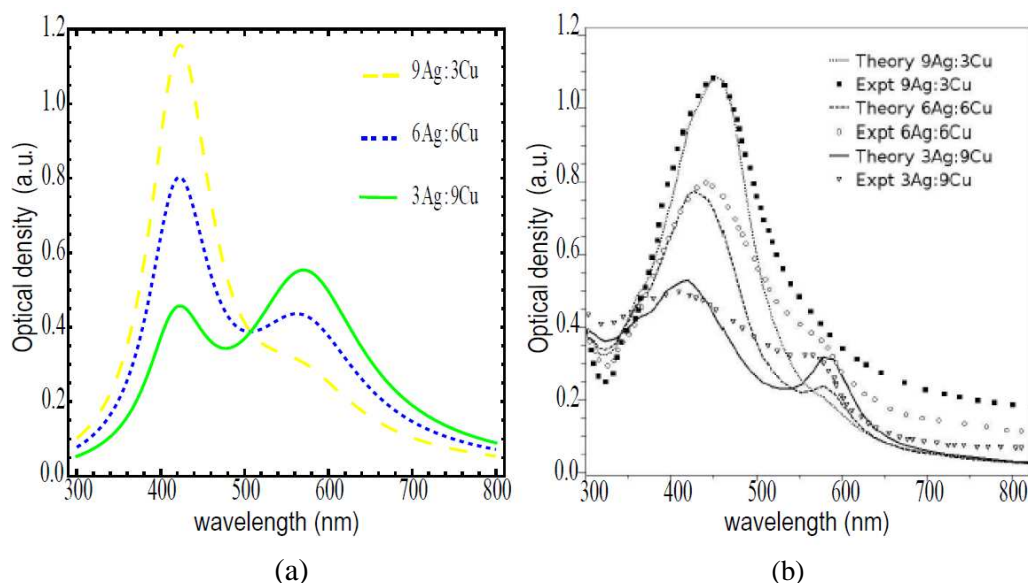 1.2
1.0
0.8
0.6
0.4
0.2
0.0
Optical density (a.u.)
9Ag:3Cu
6Ag:6Cu
3Ag:9Cu
300 400 500 600 700 800
wavelength (nm)
(a)
1.2
1.0
0.8
0.6
0.4
0.2
0.0
Optical density (a.u.)
Theory 9Ag:3Cu
Expt 9Ag:3Cu
Theory 6Ag:6Cu
Expt 6Ag:6Cu
Theory 3Ag:9Cu
Expt 3Ag:9Cu
300 400 500 600 700 800
wavelength (nm)
(b)